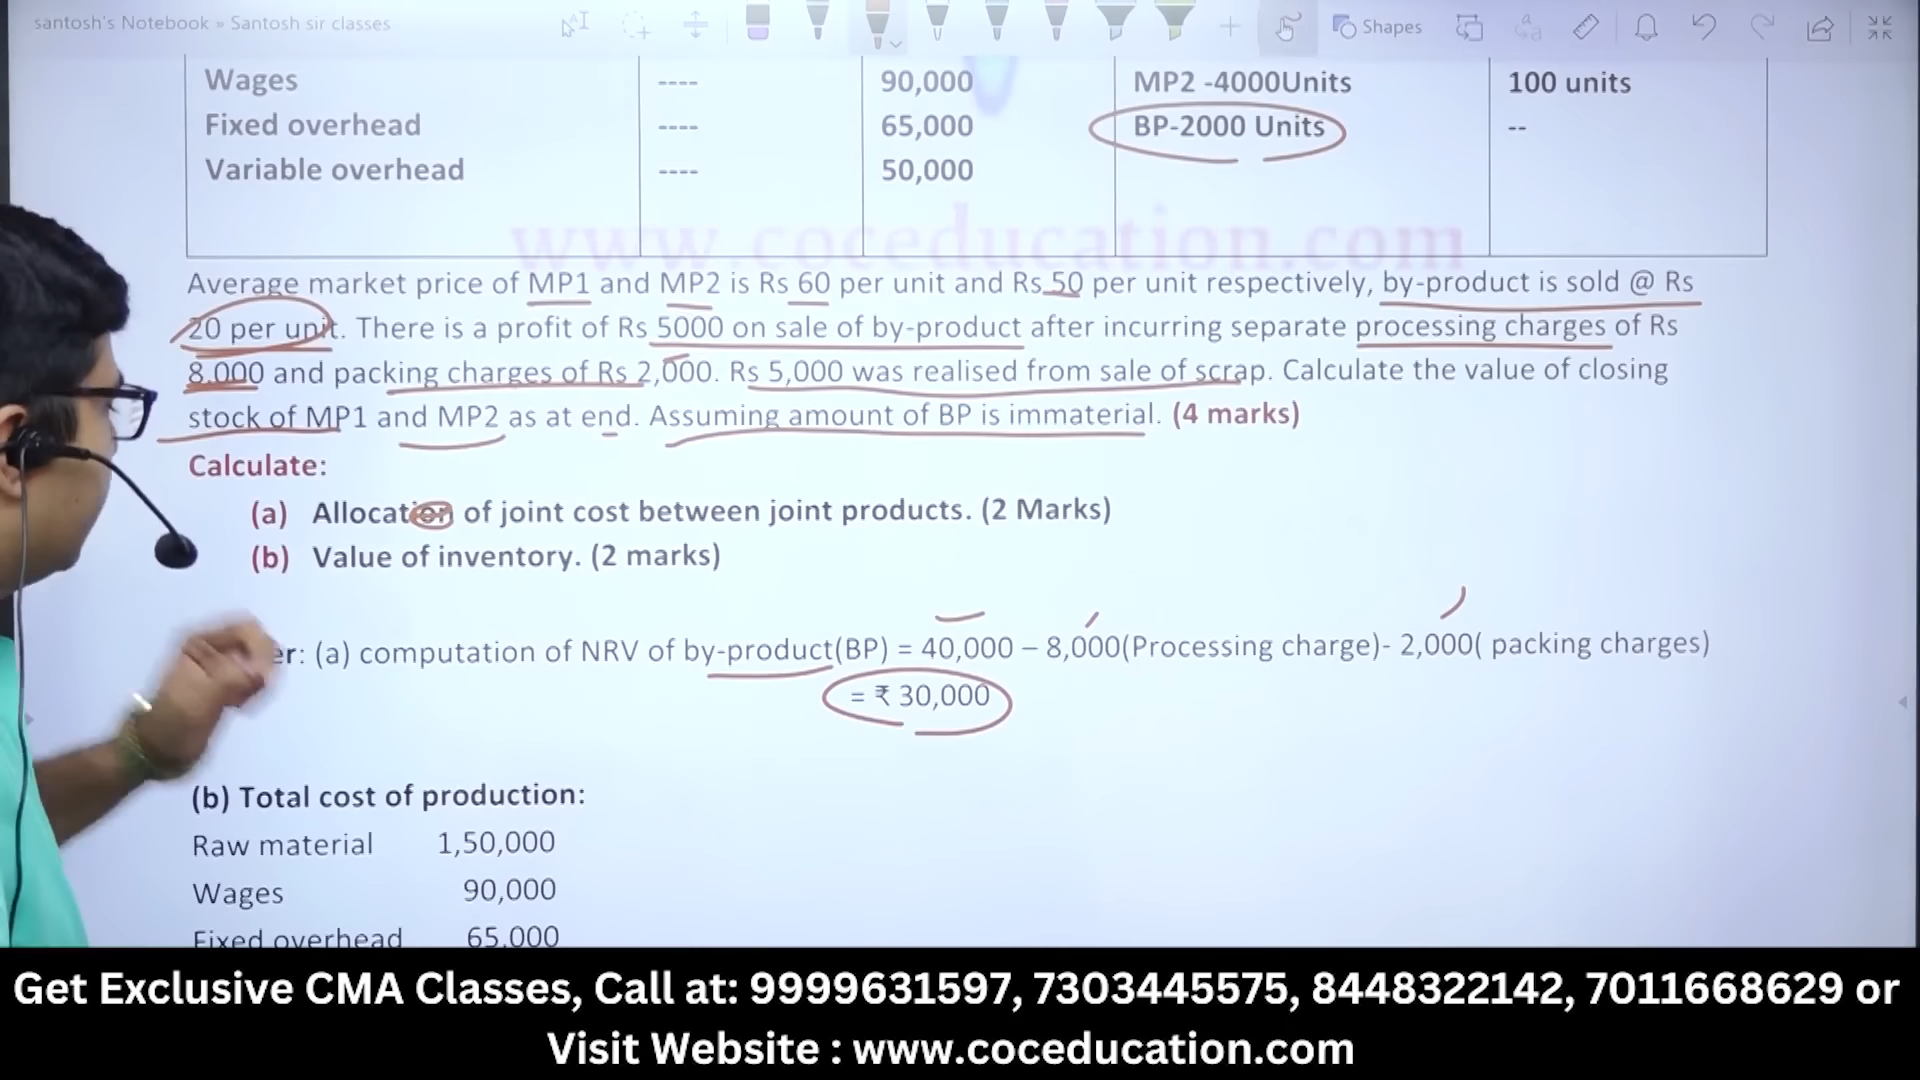 santosh's Notebook » Santosh sir classes
Shapes
Wages ---- 90,000 MP2 -4000Units 100 units
Fixed overhead ---- 65,000 BP-2000 Units --
Variable overhead ---- 50,000
www.coceducation.com
Average market price of MP1 and MP2 is Rs 60 per unit and Rs 50 per unit respectively, by-product is sold @ Rs
20 per unit. There is a profit of Rs 5000 on sale of by-product after incurring separate processing charges of Rs
8,000 and packing charges of Rs 2,000. Rs 5,000 was realised from sale of scrap. Calculate the value of closing
stock of MP1 and MP2 as at end. Assuming amount of BP is immaterial. (4 marks)
Calculate:
(a) Allocation of joint cost between joint products. (2 Marks)
(b) Value of inventory. (2 marks)
er: (a) computation of NRV of by-product(BP) = 40,000 – 8,000(Processing charge)- 2,000( packing charges)
= ₹ 30,000
(b) Total cost of production:
Raw material 1,50,000
Wages 90,000
Fixed overhead 65,000
Get Exclusive CMA Classes, Call at: 9999631597, 7303445575, 8448322142, 7011668629 or
Visit Website : www.coceducation.com